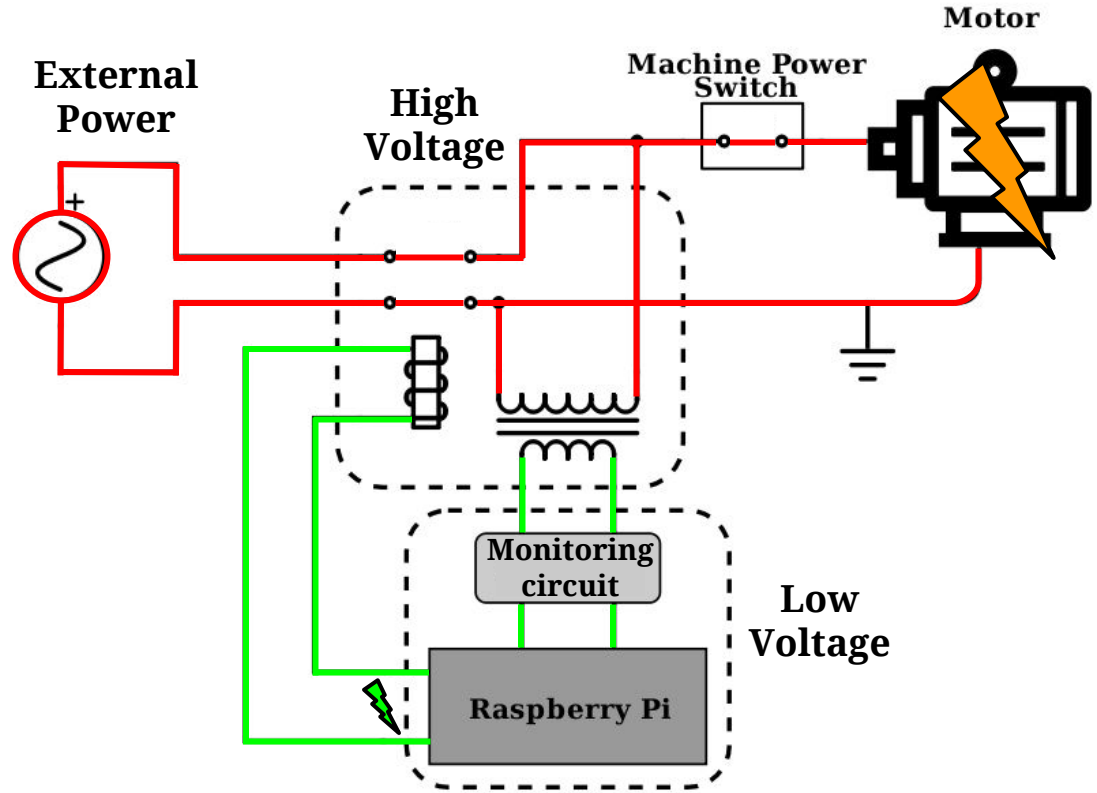 Motor
External
Power
Machine Power
Switch
High
Voltage
+
Monitoring
circuit
Low
Voltage
Raspberry Pi